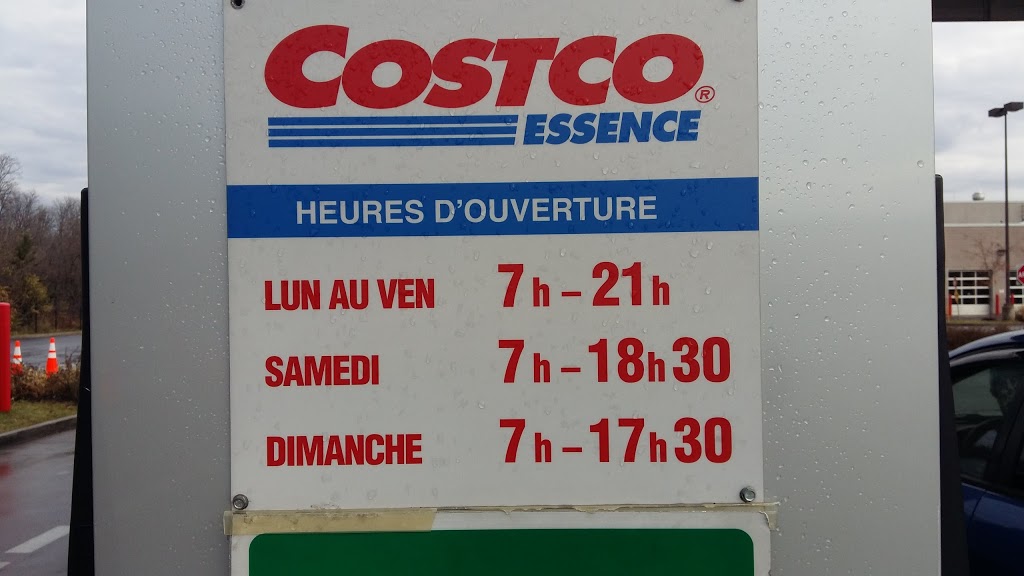 COSTCO®
ESSENCE
HEURES D'OUVERTURE
LUN AU VEN 7h – 21h
SAMEDI 7h – 18h30
DIMANCHE 7h – 17h30